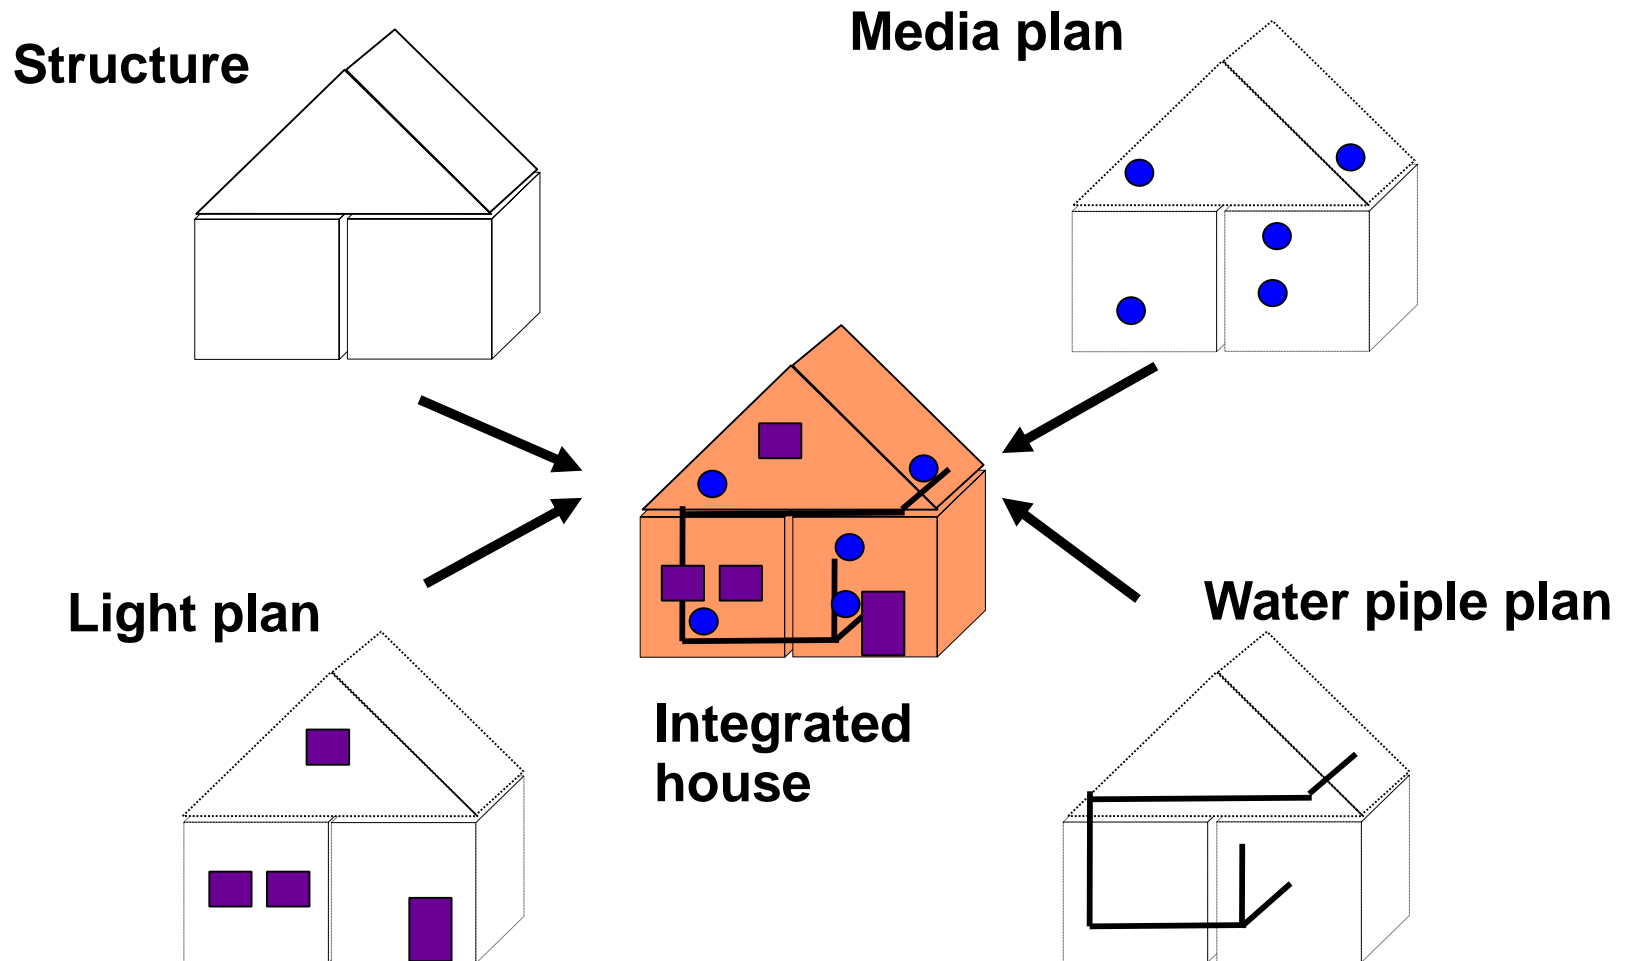 Structure
Media plan
Light plan
Water piple plan
Integrated
house